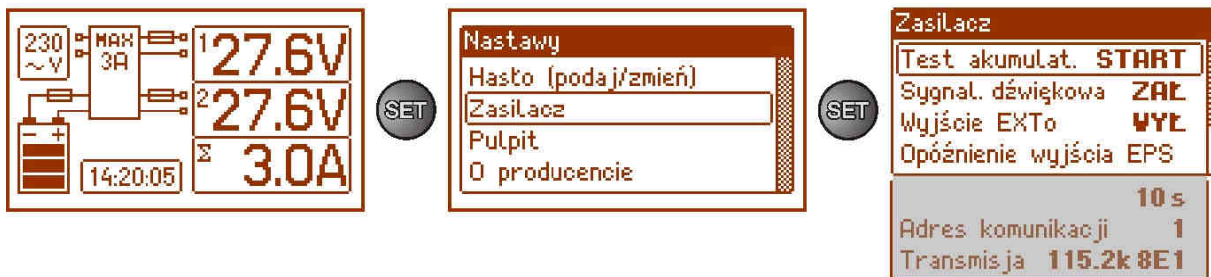 230
~V
MAX
3A
1 27.6V
2 27.6V
Σ 3.0A
- +
14:20:05
SET
Nastawy
Hasło (podaj/zmień)
Zasilacz
Pulpit
O producencie
SET
Zasilacz
Test akumulat. START
Sygnal. dźwiękowa ZAŁ
Wyjście EXTo WYŁ
Opóźnienie wyjścia EPS
10 s
Adres komunikacji 1
Transmisja 115.2k 8E1